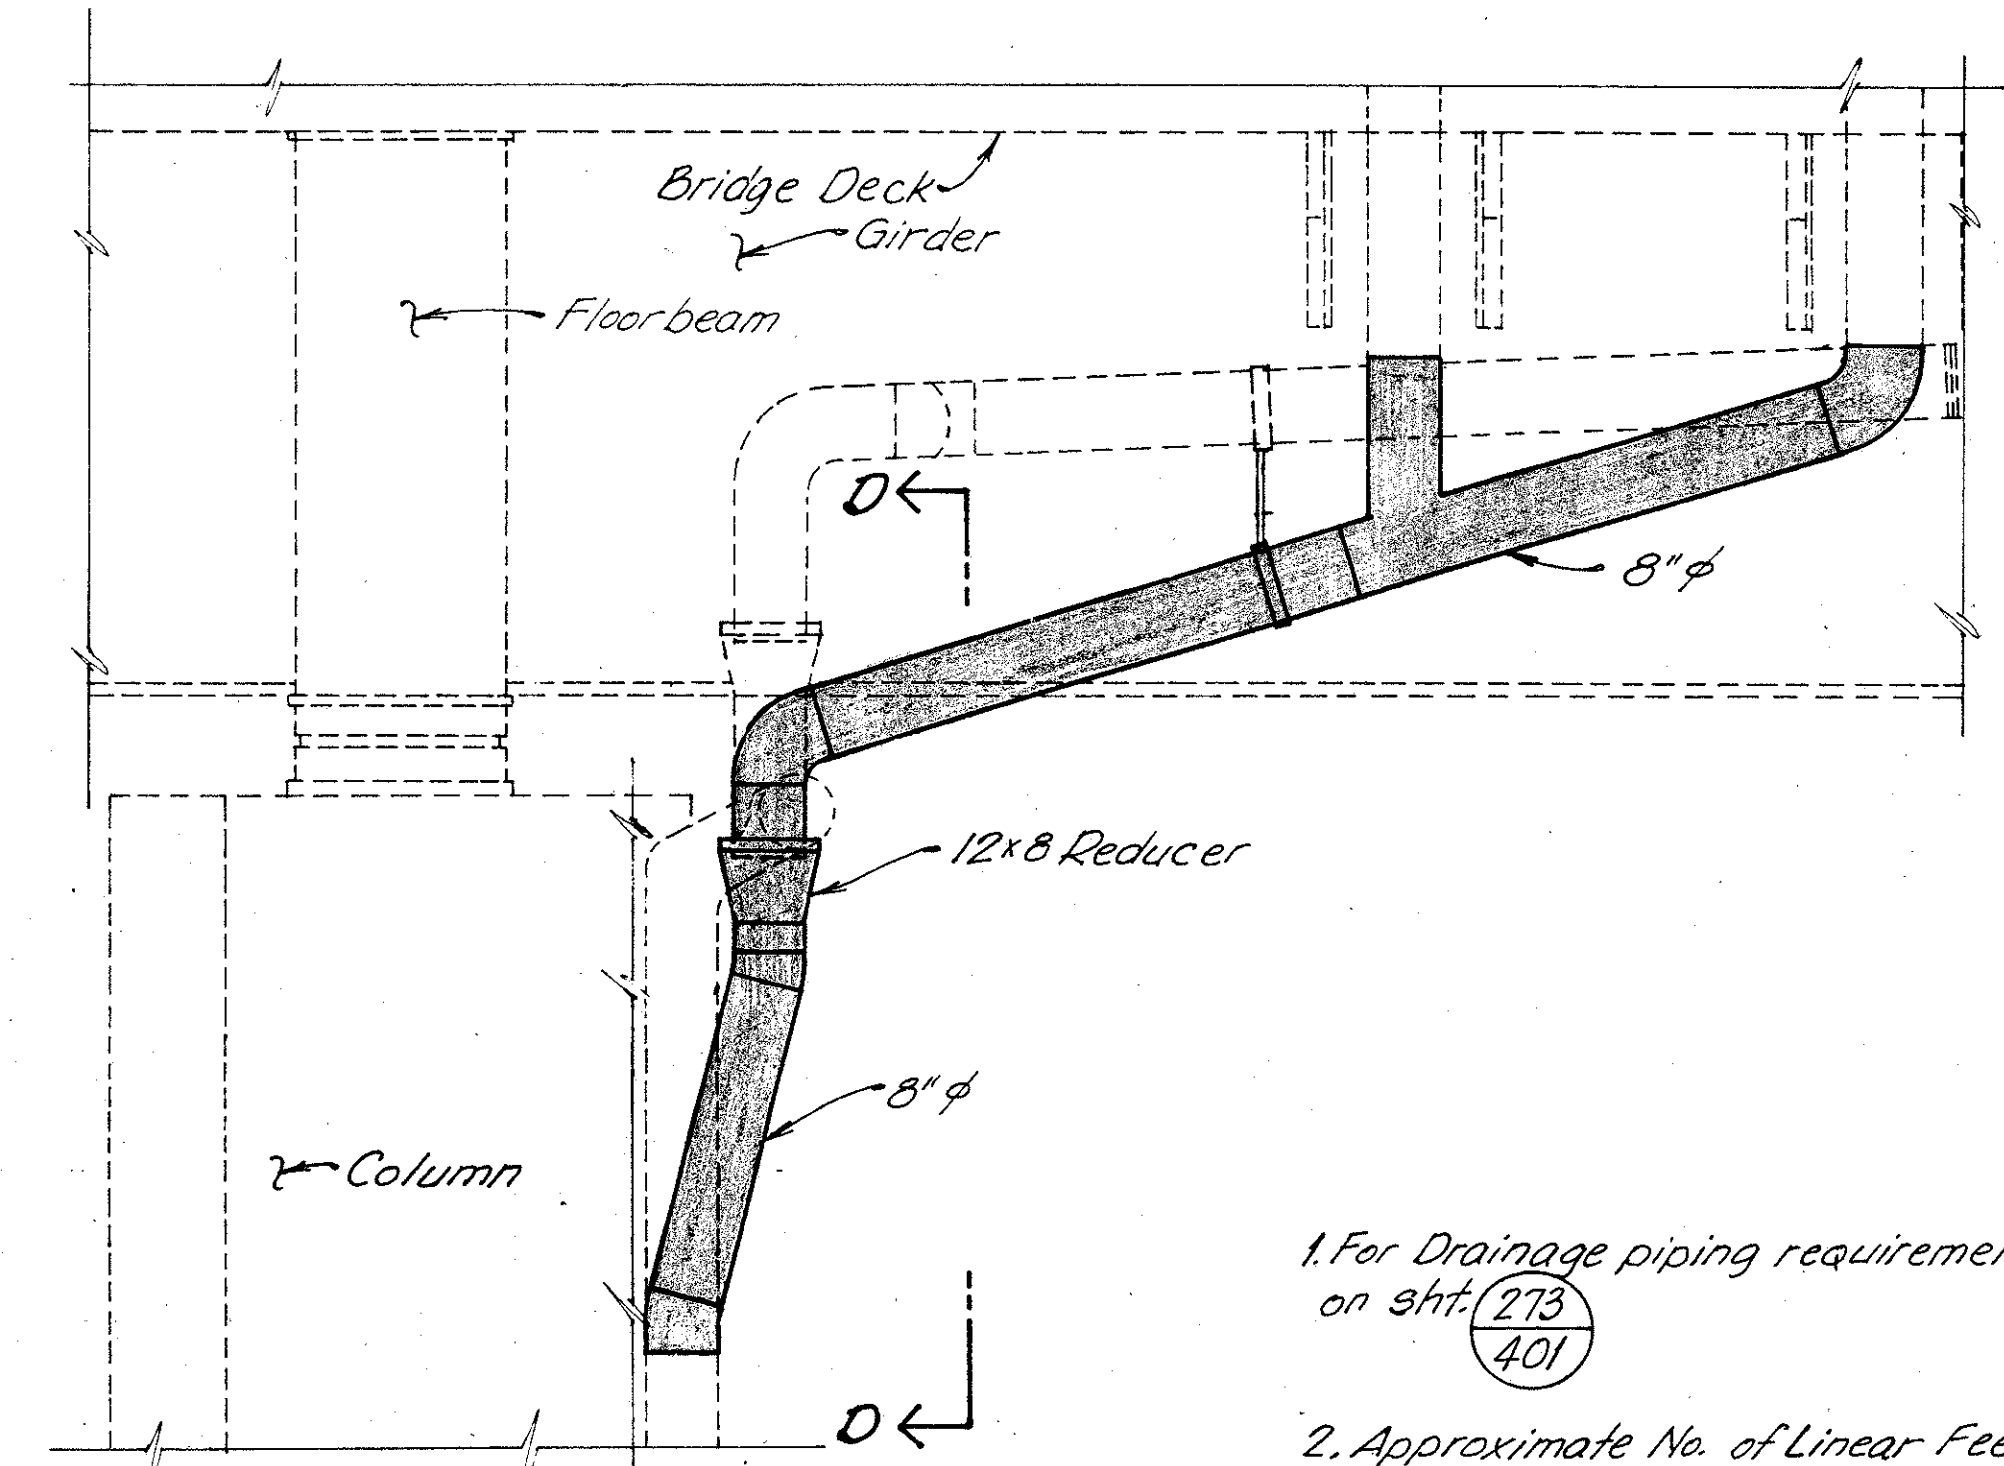 Bridge Deck
Girder
Floorbeam
D
8"φ
12x8 Reducer
8"φ
Column
1. For Drainage piping requiremen
on sht. 273
401
D
2. Approximate No. of Linear Fee